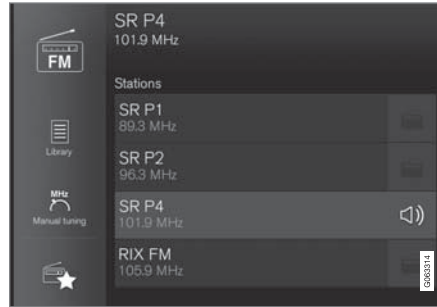 SR P4
101.9 MHz
FM
Stations
SR P1
89.3 MHz
Library
SR P2
96.3 MHz
MHz
Manual tuning
SR P4
101.9 MHz
RIX FM
105.9 MHz
G063314